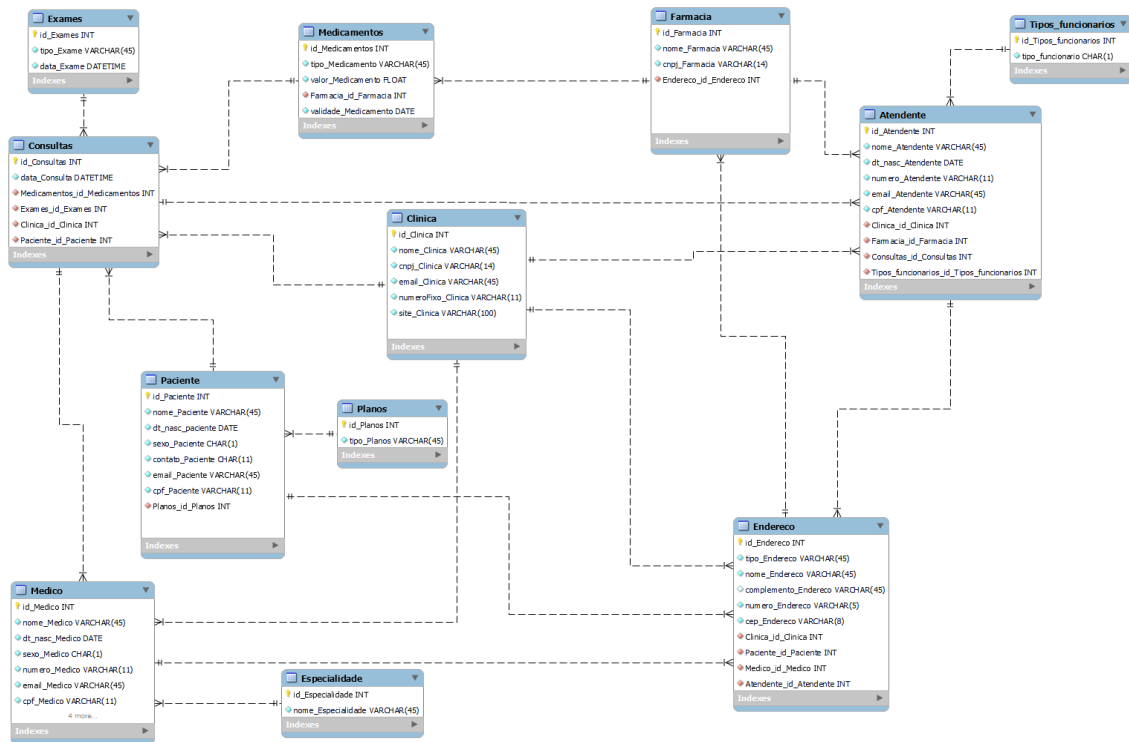 Exames
id_Exames INT
tipo_Exame VARCHAR(45)
data_Exame DATETIME
Indexes
Medicamentos
id_Medicamentos INT
tipo_Medicamento VARCHAR(45)
valor_Medicamento FLOAT
Farmacia_id_Farmacia INT
validade_Medicamento DATE
Indexes
Farmacia
id_Farmacia INT
nome_Farmacia VARCHAR(45)
cnpj_Farmacia VARCHAR(14)
Endereco_id_Endereco INT
Indexes
Tipos_funcionarios
id_Tipos_funcionarios INT
tipo_funcionario CHAR(1)
Indexes
Consultas
id_Consultas INT
data_Consulta DATETIME
Medicamentos_id_Medicamentos INT
Exames_id_Exames INT
Clinica_id_Clinica INT
Paciente_id_Paciente INT
Indexes
Atendente
id_Atendente INT
nome_Atendente VARCHAR(45)
dt_nasc_Atendente DATE
numero_Atendente VARCHAR(11)
email_Atendente VARCHAR(45)
cpf_Atendente VARCHAR(11)
Clinica_id_Clinica INT
Farmacia_id_Farmacia INT
Consultas_id_Consultas INT
Tipos_funcionarios_id_Tipos_funcionarios INT
Indexes
Clinica
id_Clinica INT
nome_Clinica VARCHAR(45)
cnpj_Clinica VARCHAR(14)
email_Clinica VARCHAR(45)
numeroFixo_Clinica VARCHAR(11)
site_Clinica VARCHAR(100)
Indexes
Paciente
id_Paciente INT
nome_Paciente VARCHAR(45)
dt_nasc_paciente DATE
sexo_Paciente CHAR(1)
contato_Paciente CHAR(11)
email_Paciente VARCHAR(45)
cpf_Paciente VARCHAR(11)
Planos_id_Planos INT
Indexes
Planos
id_Planos INT
tipo_Planos VARCHAR(45)
Indexes
Endereco
id_Endereco INT
tipo_Endereco VARCHAR(45)
nome_Endereco VARCHAR(45)
complemento_Endereco VARCHAR(45)
numero_Endereco VARCHAR(5)
cep_Endereco VARCHAR(8)
Clinica_id_Clinica INT
Paciente_id_Paciente INT
Medico_id_Medico INT
Atendente_id_Atendente INT
Indexes
Medico
id_Medico INT
nome_Medico VARCHAR(45)
dt_nasc_Medico DATE
sexo_Medico CHAR(1)
numero_Medico VARCHAR(11)
email_Medico VARCHAR(45)
cpf_Medico VARCHAR(11)
4 more...
Indexes
Especialidade
id_Especialidade INT
nome_Especialidade VARCHAR(45)
Indexes